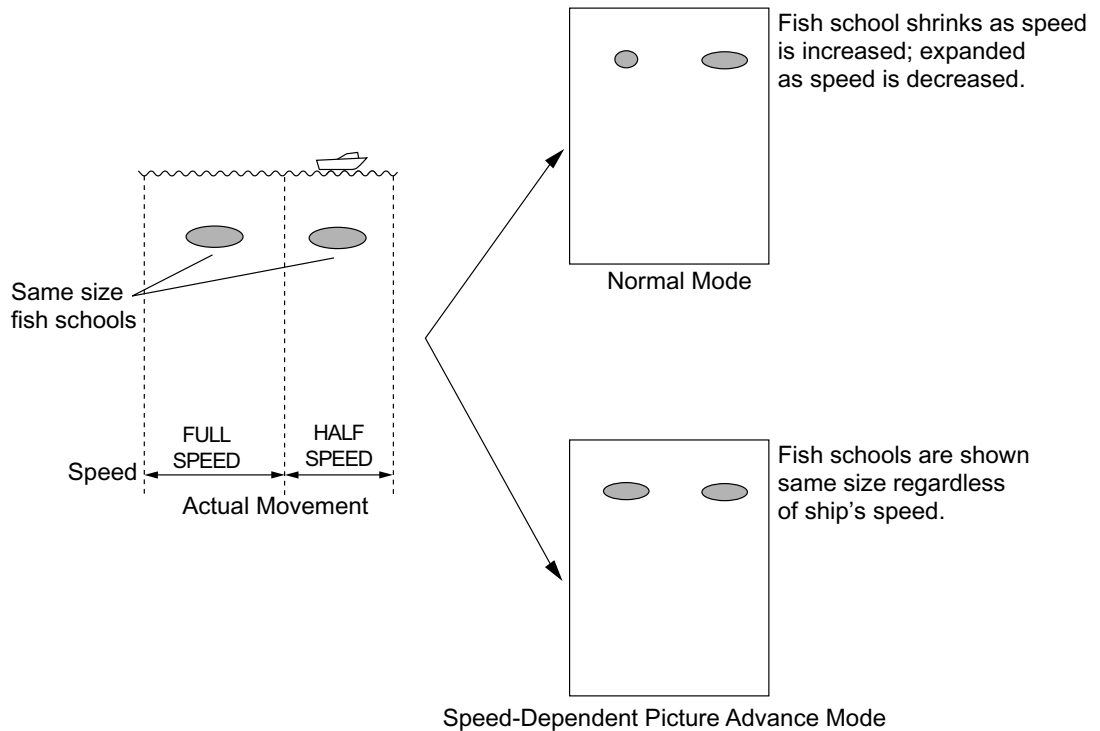 Fish school shrinks as speed
is increased; expanded
as speed is decreased.
Normal Mode
Same size
fish schools
FULL
SPEED
HALF
SPEED
Speed
Actual Movement
Fish schools are shown
same size regardless
of ship's speed.
Speed-Dependent Picture Advance Mode